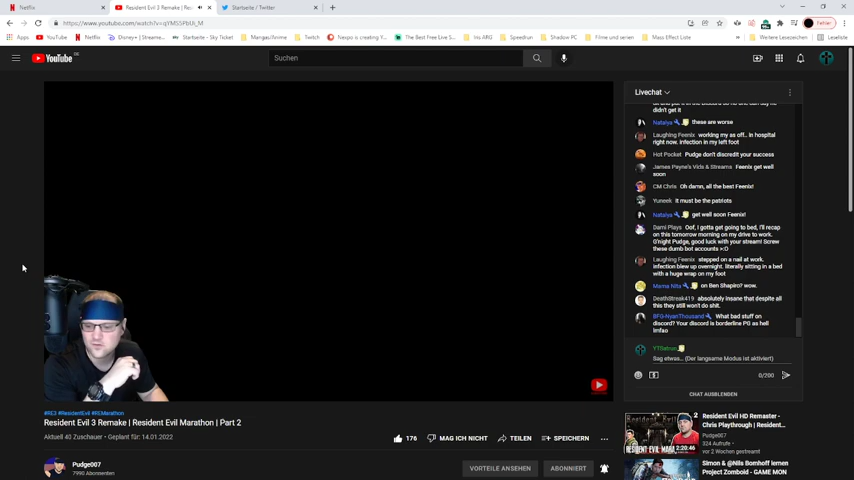 Netflix
Resident Evil 3 Remake | Reside
Startseite / Twitter
https://www.youtube.com/watch?v=qYMSSPbUi_M
Fehler
Apps
YouTube
Netflix
Disney+ | Streame...
Startseite - Sky Ticket
Mangas/Anime
Twitch
Nexpo is creating Y...
The Best Free Live S...
Iris ARG
Speedrun
Shadow PC
Filme und serien
Mass Effect Liste
Weitere Lesezeichen
Leseliste
YouTube DE
Suchen
Livechat
didn't get it
Natalya these are worse
Laughing Feenix working my as off.. In hospital
right now. Infection in my left foot
Hot Pocket Pudge don't discredit your success
James Payne's Vids & Streams Feenix get well
soon
CM Chris Oh damn, all the best Feenix!
Yuneek it must be the patriots
Natalya get well soon Feenix!
Dami Plays Oof, I gotta get going to bed, I'll recap
on this tomorrow morning on my drive to work.
G'night Pudge, good luck with your stream! Screw
these dumb bot accounts >:D
Laughing Feenix stepped on a nail at work.
infection blew up overnight. literally sitting in a bed
with a huge wrap on my foot
Mama Nita on Ben Shapiro? wow.
DeathStreak419 absolutely insane that despite all
this they still won't do shit.
BFG-NyanThousand What bad stuff on
discord? Your discord is borderline PG as hell
lmfao
Sag etwas... (Der langsame Modus ist aktiviert)
0/200
CHAT AUSBLENDEN
#RE3 #ResidentEvil #REMarathon
Resident Evil 3 Remake | Resident Evil Marathon | Part 2
Aktuell 40 Zuschauer • Geplant für: 14.01.2022
176
MAG ICH NICHT
TEILEN
SPEICHERN
Pudge007
7990 Abonnenten
VORTEILE ANSEHEN
ABONNIERT
2:20:46
Resident Evil HD Remaster -
Chris Playthrough | Resident...
Pudge007
324 Aufrufe •
vor 2 Wochen gestreamt
Simon & @Nils Bomhoff lernen
Project Zomboid - GAME MON